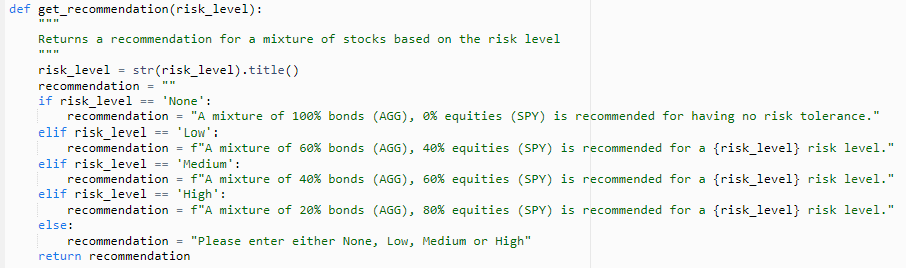 def get_recommendation(risk_level):
    """
    Returns a recommendation for a mixture of stocks based on the risk level
    """
    risk_level = str(risk_level).title()
    recommendation = ""
    if risk_level == 'None':
        recommendation = "A mixture of 100% bonds (AGG), 0% equities (SPY) is recommended for having no risk tolerance."
    elif risk_level == 'Low':
        recommendation = f"A mixture of 60% bonds (AGG), 40% equities (SPY) is recommended for a {risk_level} risk level."
    elif risk_level == 'Medium':
        recommendation = f"A mixture of 40% bonds (AGG), 60% equities (SPY) is recommended for a {risk_level} risk level."
    elif risk_level == 'High':
        recommendation = f"A mixture of 20% bonds (AGG), 80% equities (SPY) is recommended for a {risk_level} risk level."
    else:
        recommendation = "Please enter either None, Low, Medium or High"
    return recommendation